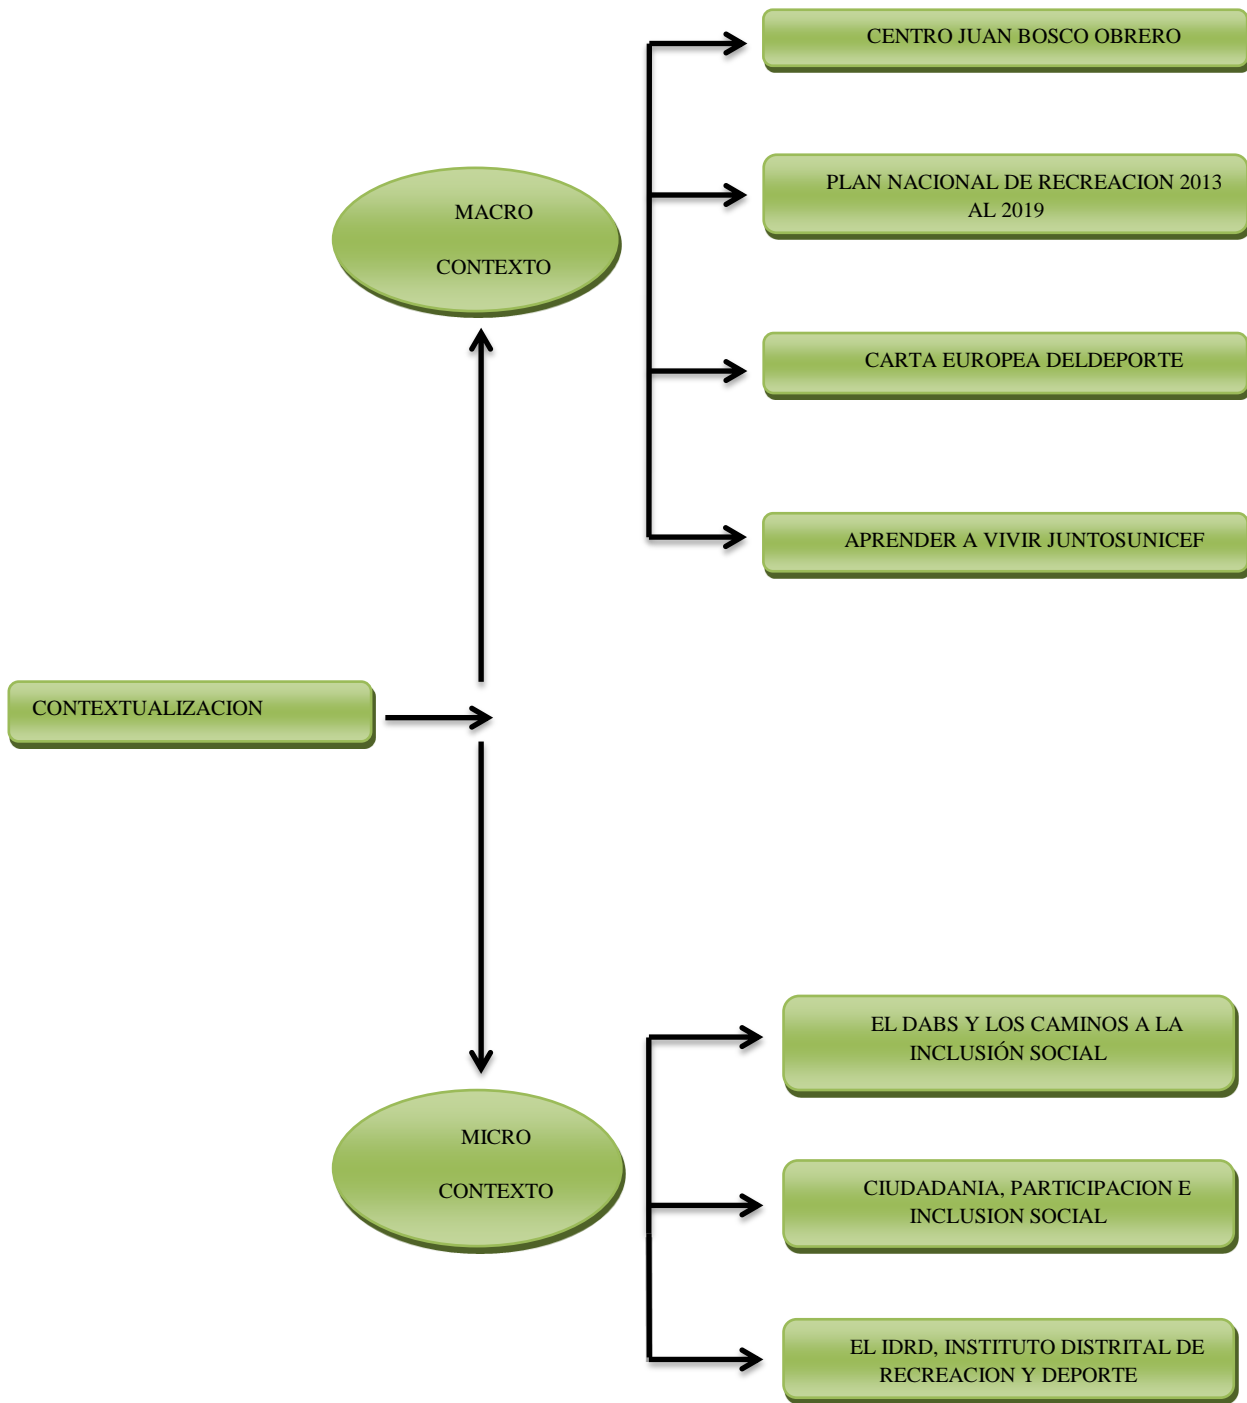 CENTRO JUAN BOSCO OBRERO
PLAN NACIONAL DE RECREACION 2013
AL 2019
MACRO
CONTEXTO
CARTA EUROPEA DELDEPORTE
APRENDER A VIVIR JUNTOSUNICEF
CONTEXTUALIZACION
EL DABS Y LOS CAMINOS A LA
INCLUSIÓN SOCIAL
MICRO
CONTEXTO
CIUDADANIA, PARTICIPACION E
INCLUSION SOCIAL
EL IDRD, INSTITUTO DISTRITAL DE
RECREACION Y DEPORTE